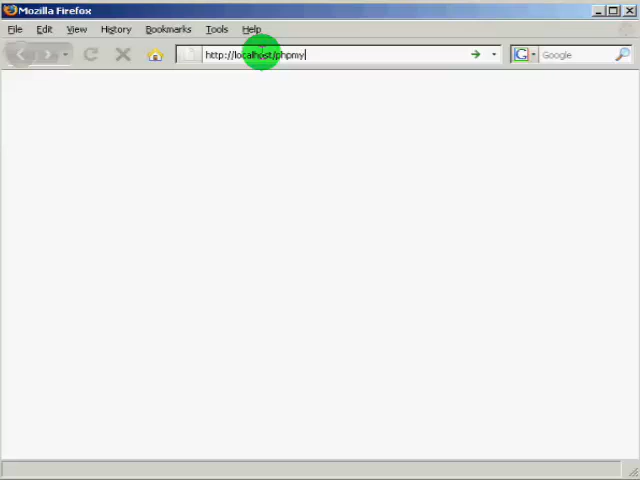 Mozilla Firefox
File Edit View History Bookmarks Tools Help
http://localhost/phpmy
G Google